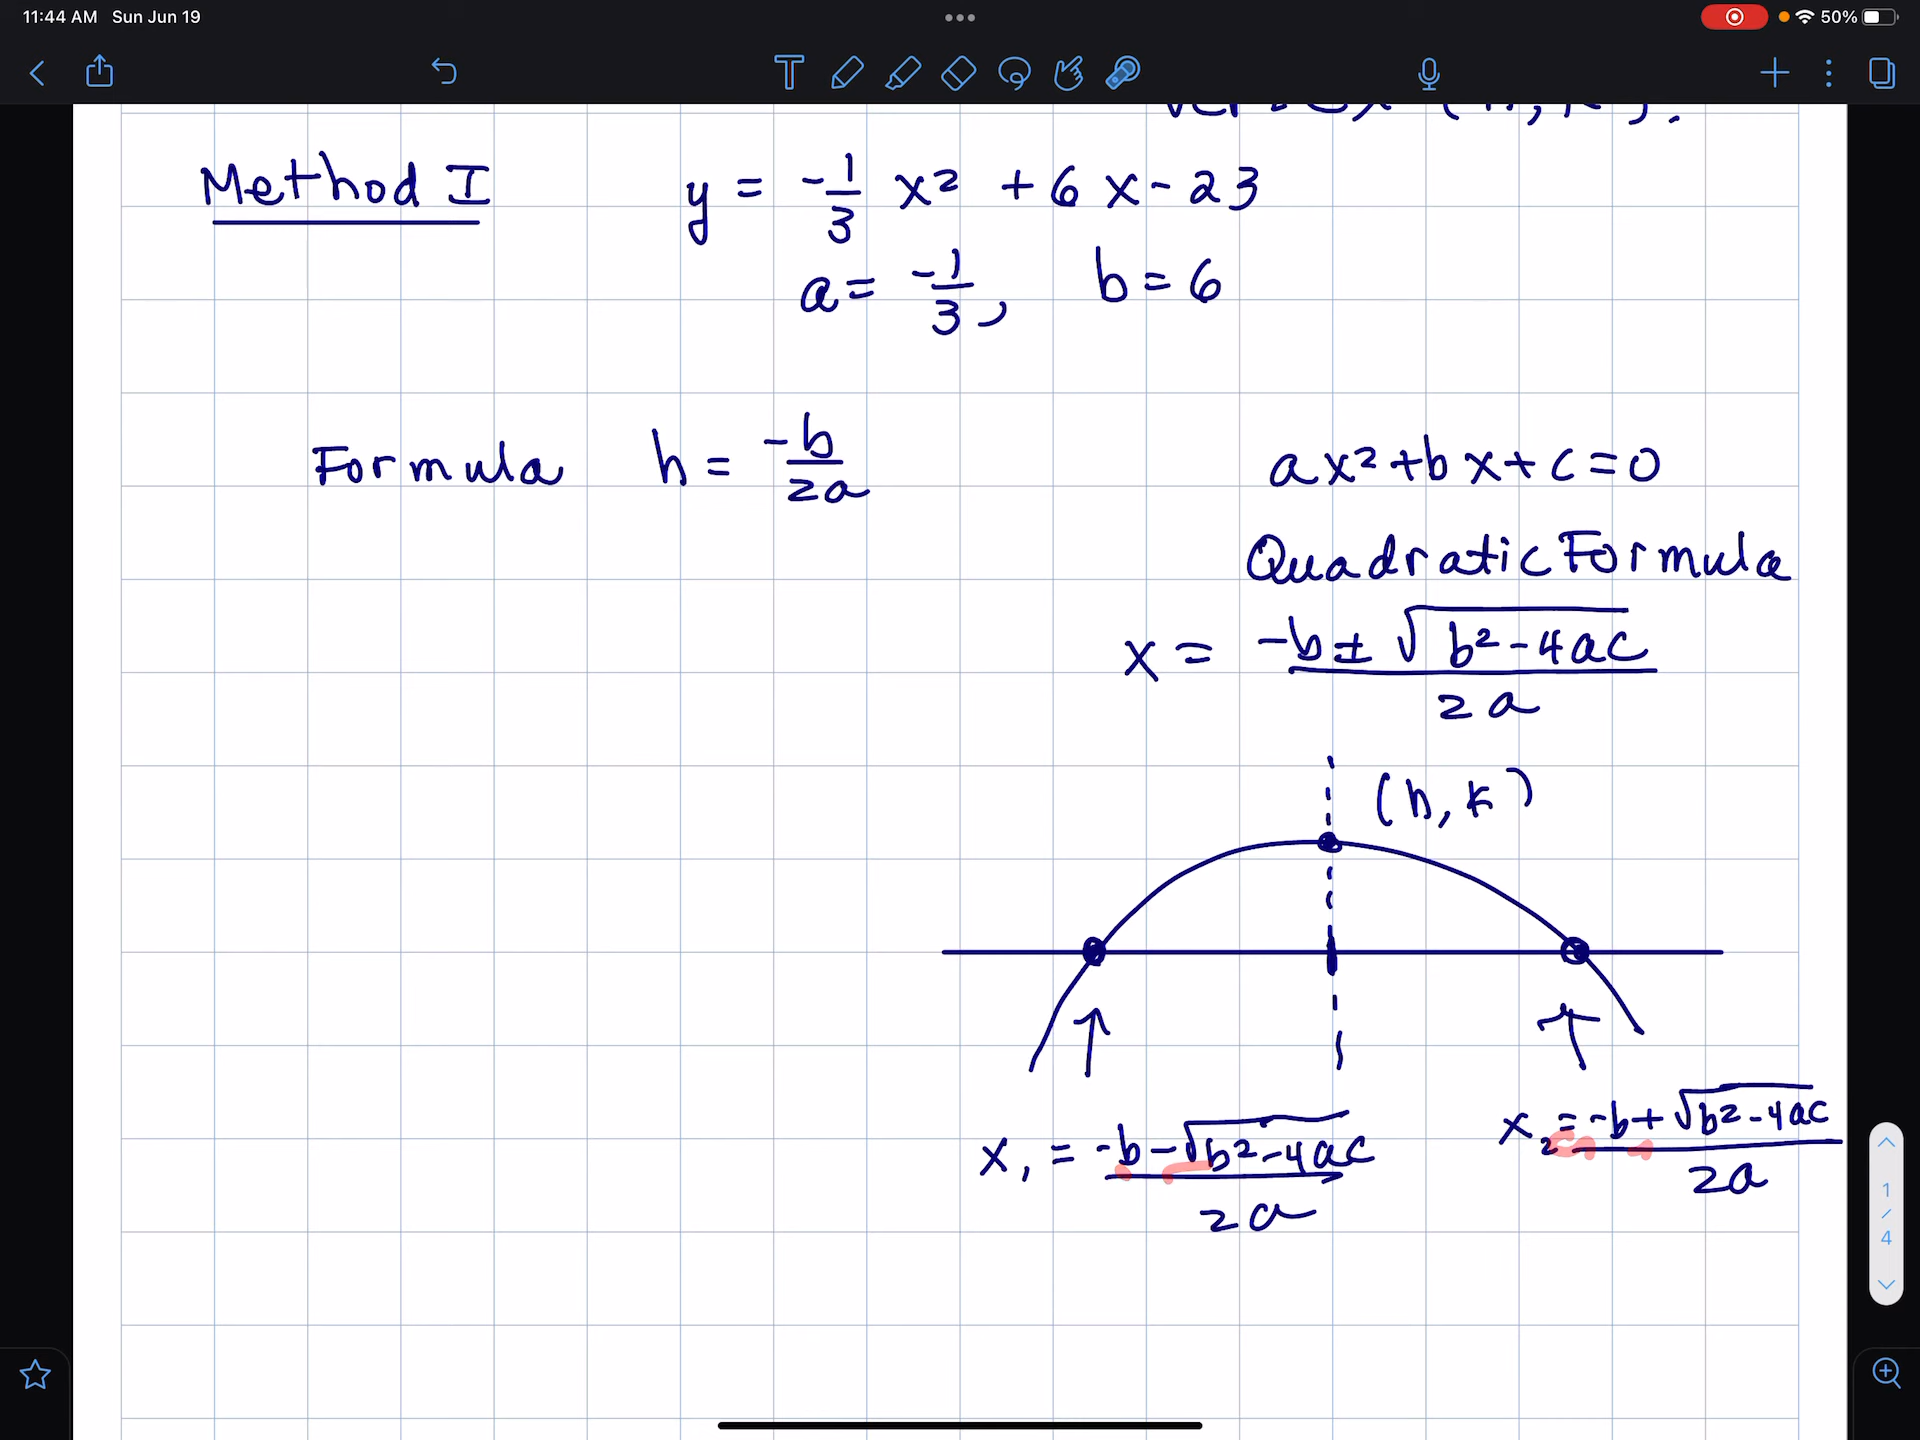 11:44 AM Sun Jun 19
50%
Method I y = -1/3 x² + 6x - 23
a = -1/3, b = 6
Formula h = -b/2a
ax² + bx + c = 0
Quadratic Formula
x = (-b ± √(b² - 4ac))/2a
(h, k)
x₁ = (-b - √(b² - 4ac))/2a
x₂ = (-b + √(b² - 4ac))/2a
1 / 4